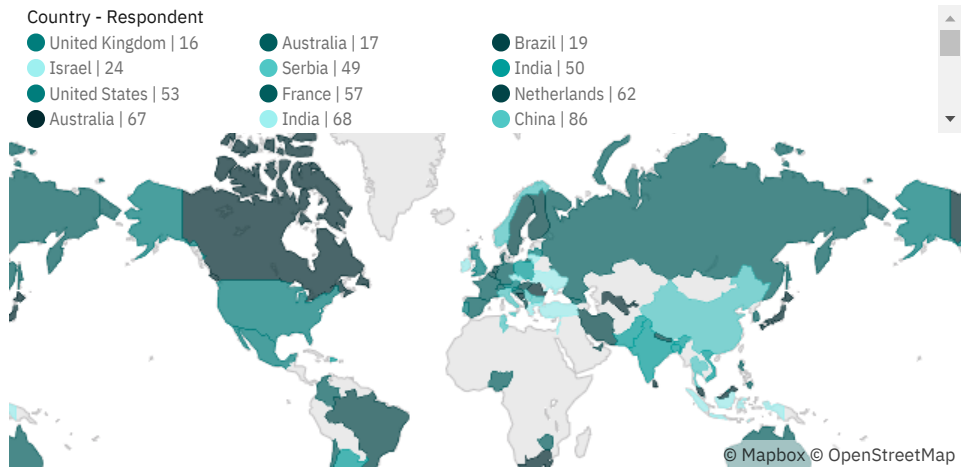 Country - Respondent
United Kingdom | 16 Australia | 17 Brazil | 19
Israel | 24 Serbia | 49 India | 50
United States | 53 France | 57 Netherlands | 62
Australia | 67 India | 68 China | 86
© Mapbox © OpenStreetMap